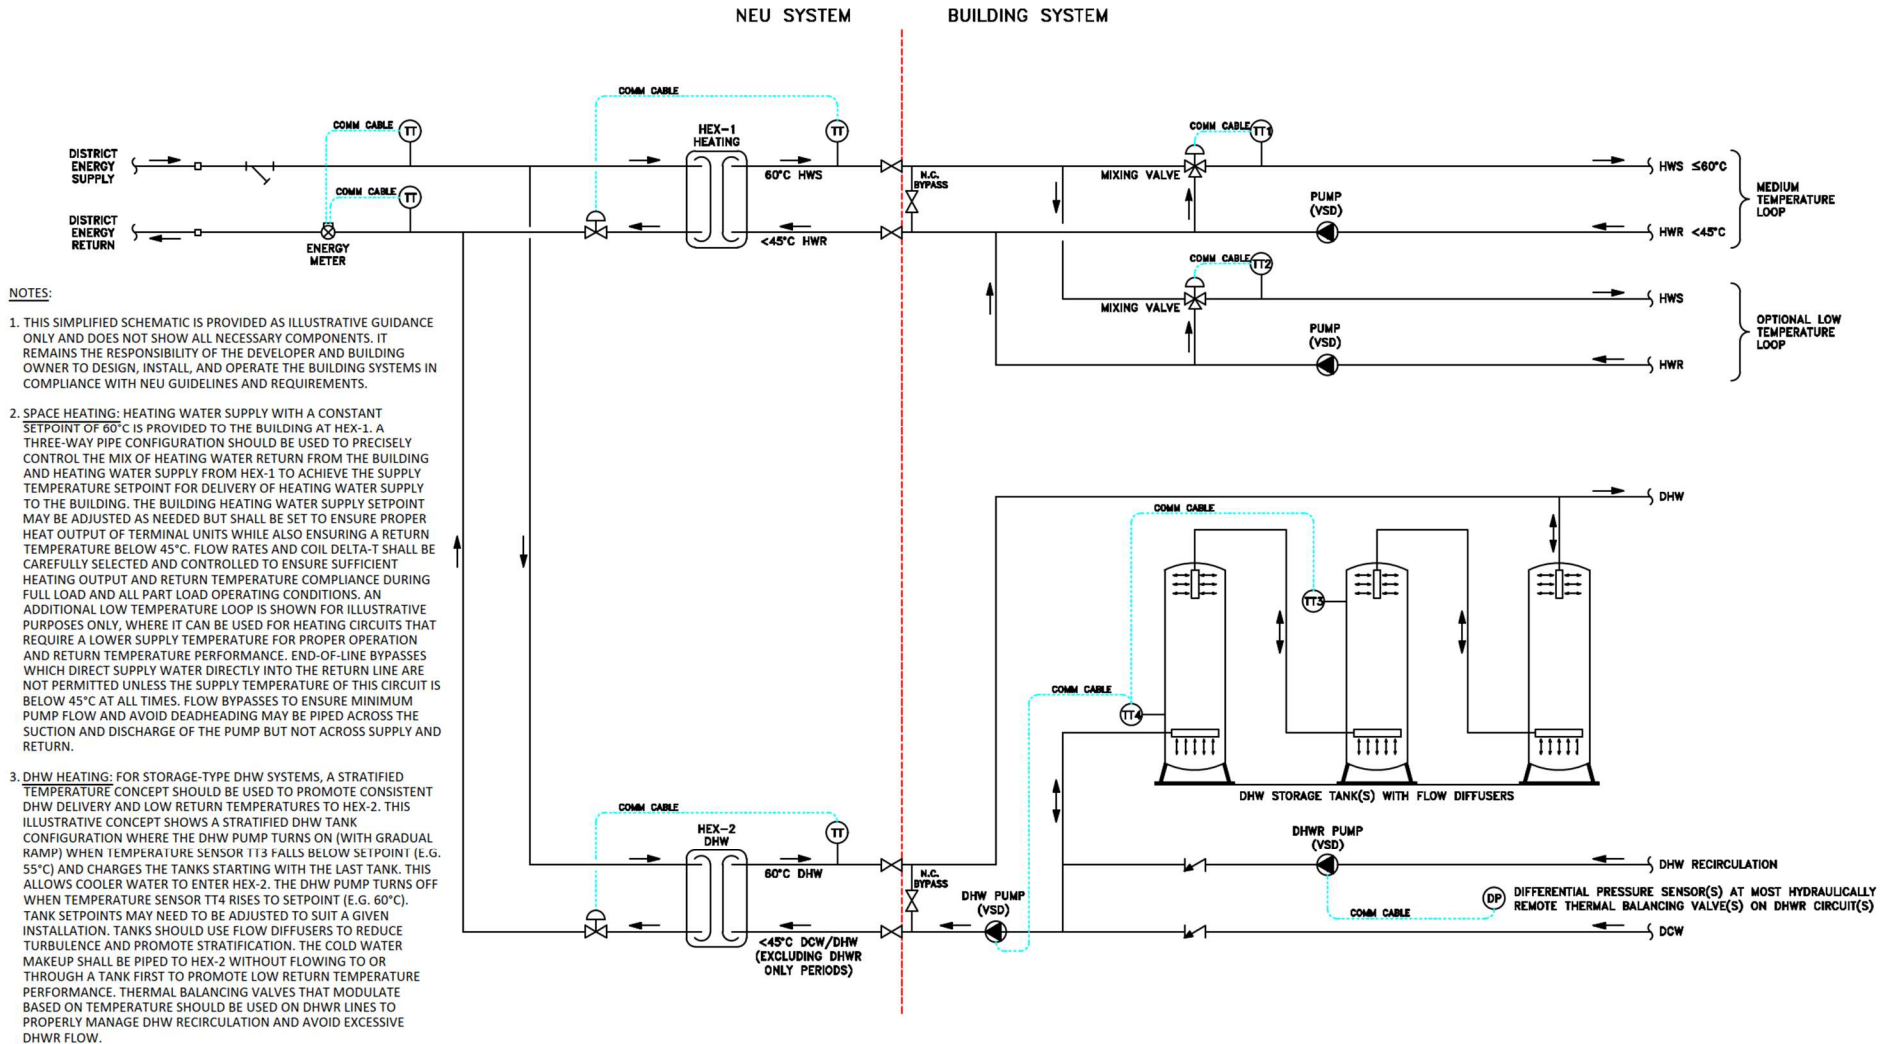 NEU SYSTEM
BUILDING SYSTEM
COMM CABLE
COMM CABLE
TT
HEX-1
HEATING
TT
COMM CABLE
TT1
DISTRICT
ENERGY
SUPPLY
60°C HWS
N.C.
BYPASS
MIXING VALVE
HWS ≤60°C
COMM CABLE
TT
PUMP
(VSD)
MEDIUM
TEMPERATURE
LOOP
DISTRICT
ENERGY
RETURN
ENERGY
METER
<45°C HWR
HWR <45°C
COMM CABLE
TT2
MIXING VALVE
HWS
PUMP
(VSD)
OPTIONAL LOW
TEMPERATURE
LOOP
HWR
NOTES:
1. THIS SIMPLIFIED SCHEMATIC IS PROVIDED AS ILLUSTRATIVE GUIDANCE
ONLY AND DOES NOT SHOW ALL NECESSARY COMPONENTS. IT
REMAINS THE RESPONSIBILITY OF THE DEVELOPER AND BUILDING
OWNER TO DESIGN, INSTALL, AND OPERATE THE BUILDING SYSTEMS IN
COMPLIANCE WITH NEU GUIDELINES AND REQUIREMENTS.
2. SPACE HEATING: HEATING WATER SUPPLY WITH A CONSTANT
SETPOINT OF 60°C IS PROVIDED TO THE BUILDING AT HEX-1. A
THREE-WAY PIPE CONFIGURATION SHOULD BE USED TO PRECISELY
CONTROL THE MIX OF HEATING WATER RETURN FROM THE BUILDING
AND HEATING WATER SUPPLY FROM HEX-1 TO ACHIEVE THE SUPPLY
TEMPERATURE SETPOINT FOR DELIVERY OF HEATING WATER SUPPLY
TO THE BUILDING. THE BUILDING HEATING WATER SUPPLY SETPOINT
MAY BE ADJUSTED AS NEEDED BUT SHALL BE SET TO ENSURE PROPER
HEAT OUTPUT OF TERMINAL UNITS WHILE ALSO ENSURING A RETURN
TEMPERATURE BELOW 45°C. FLOW RATES AND COIL DELTA-T SHALL BE
CAREFULLY SELECTED AND CONTROLLED TO ENSURE SUFFICIENT
HEATING OUTPUT AND RETURN TEMPERATURE COMPLIANCE DURING
FULL LOAD AND ALL PART LOAD OPERATING CONDITIONS. AN
ADDITIONAL LOW TEMPERATURE LOOP IS SHOWN FOR ILLUSTRATIVE
PURPOSES ONLY, WHERE IT CAN BE USED FOR HEATING CIRCUITS THAT
REQUIRE A LOWER SUPPLY TEMPERATURE FOR PROPER OPERATION
AND RETURN TEMPERATURE PERFORMANCE. END-OF-LINE BYPASSES
WHICH DIRECT SUPPLY WATER DIRECTLY INTO THE RETURN LINE ARE
NOT PERMITTED UNLESS THE SUPPLY TEMPERATURE OF THIS CIRCUIT IS
BELOW 45°C AT ALL TIMES. FLOW BYPASSES TO ENSURE MINIMUM
PUMP FLOW AND AVOID DEADHEADING MAY BE PIPED ACROSS THE
SUCTION AND DISCHARGE OF THE PUMP BUT NOT ACROSS SUPPLY AND
RETURN.
3. DHW HEATING: FOR STORAGE-TYPE DHW SYSTEMS, A STRATIFIED
TEMPERATURE CONCEPT SHOULD BE USED TO PROMOTE CONSISTENT
DHW DELIVERY AND LOW RETURN TEMPERATURES TO HEX-2. THIS
ILLUSTRATIVE CONCEPT SHOWS A STRATIFIED DHW TANK
CONFIGURATION WHERE THE DHW PUMP TURNS ON (WITH GRADUAL
RAMP) WHEN TEMPERATURE SENSOR TT3 FALLS BELOW SETPOINT (E.G.
55°C) AND CHARGES THE TANKS STARTING WITH THE LAST TANK. THIS
ALLOWS COOLER WATER TO ENTER HEX-2. THE DHW PUMP TURNS OFF
WHEN TEMPERATURE SENSOR TT4 RISES TO SETPOINT (E.G. 60°C).
TANK SETPOINTS MAY NEED TO BE ADJUSTED TO SUIT A GIVEN
INSTALLATION. TANKS SHOULD USE FLOW DIFFUSERS TO REDUCE
TURBULENCE AND PROMOTE STRATIFICATION. THE COLD WATER
MAKEUP SHALL BE PIPED TO HEX-2 WITHOUT FLOWING TO OR
THROUGH A TANK FIRST TO PROMOTE LOW RETURN TEMPERATURE
PERFORMANCE. THERMAL BALANCING VALVES THAT MODULATE
BASED ON TEMPERATURE SHOULD BE USED ON DHWR LINES TO
PROPERLY MANAGE DHW RECIRCULATION AND AVOID EXCESSIVE
DHWR FLOW.
DHW
COMM CABLE
TT3
COMM CABLE
TT4
DHW STORAGE TANK(S) WITH FLOW DIFFUSERS
COMM CABLE
HEX-2
DHW
TT
60°C DHW
N.C.
BYPASS
DHWR PUMP
(VSD)
DHW RECIRCULATION
DHW PUMP
(VSD)
COMM CABLE
DP
DIFFERENTIAL PRESSURE SENSOR(S) AT MOST HYDRAULICALLY
REMOTE THERMAL BALANCING VALVE(S) ON DHWR CIRCUIT(S)
DCW
<45°C DCW/DHW
(EXCLUDING DHWR
ONLY PERIODS)